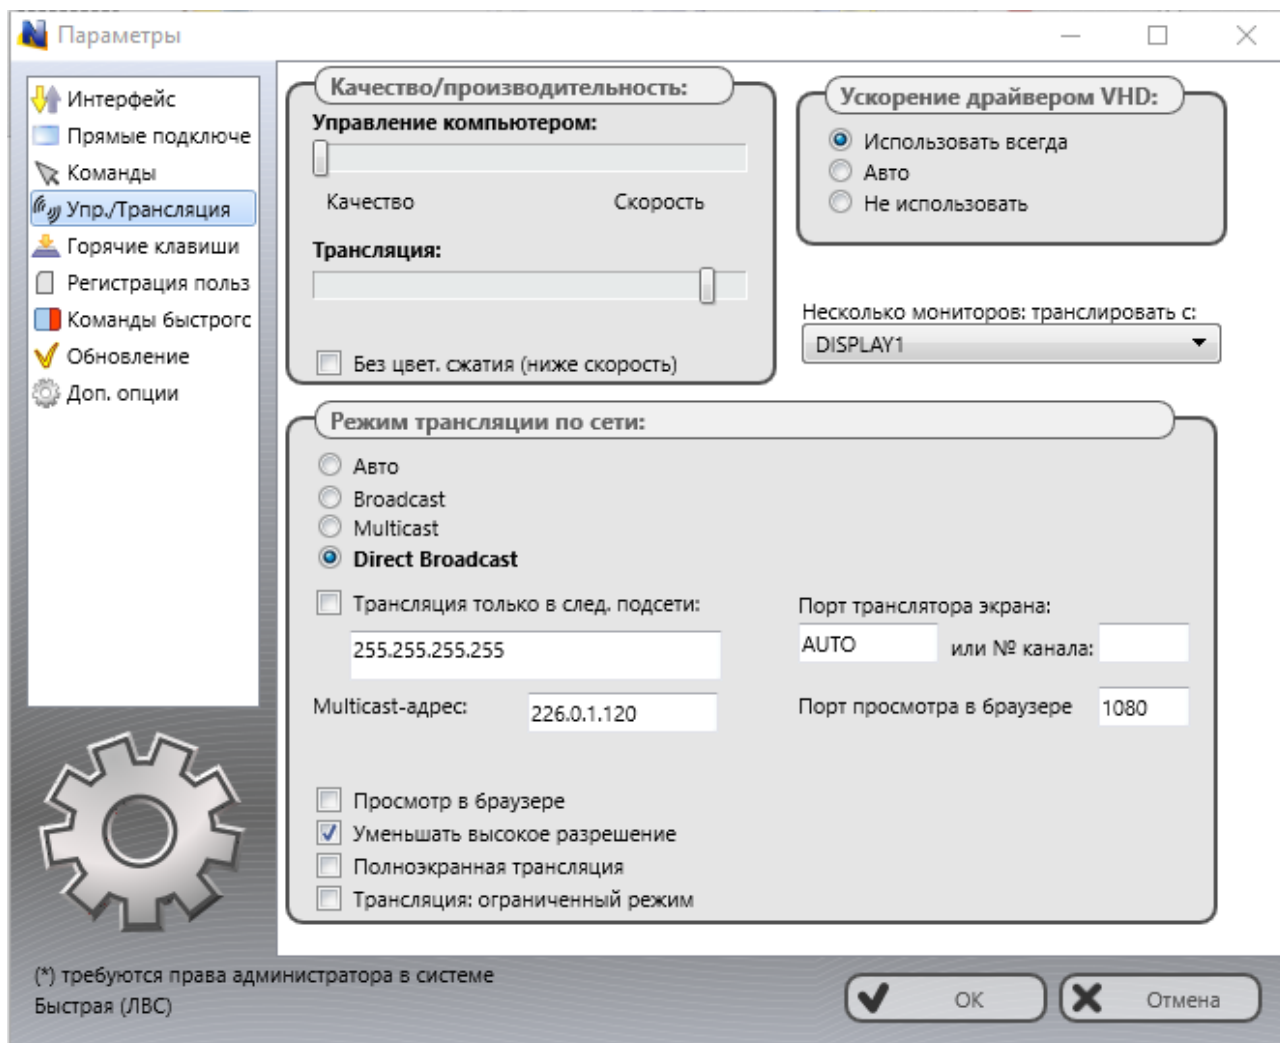 Параметры
Интерфейс
Прямые подключе
Команды
Упр./Трансляция
Горячие клавиши
Регистрация польз
Команды быстрогс
Обновление
Доп. опции
Качество/производительность:
Управление компьютером:
Качество Скорость
Трансляция:
Без цвет. сжатия (ниже скорость)
Ускорение драйвером VHD:
Использовать всегда
Авто
Не использовать
Несколько мониторов: транслировать с:
DISPLAY1
Режим трансляции по сети:
Авто
Broadcast
Multicast
Direct Broadcast
Трансляция только в след. подсети:
255.255.255.255
Multicast-адрес: 226.0.1.120
Порт транслятора экрана:
AUTO или № канала:
Порт просмотра в браузере 1080
Просмотр в браузере
Уменьшать высокое разрешение
Полноэкранная трансляция
Трансляция: ограниченный режим
(*) требуются права администратора в системе
Быстрая (ЛВС)
ОК
Отмена